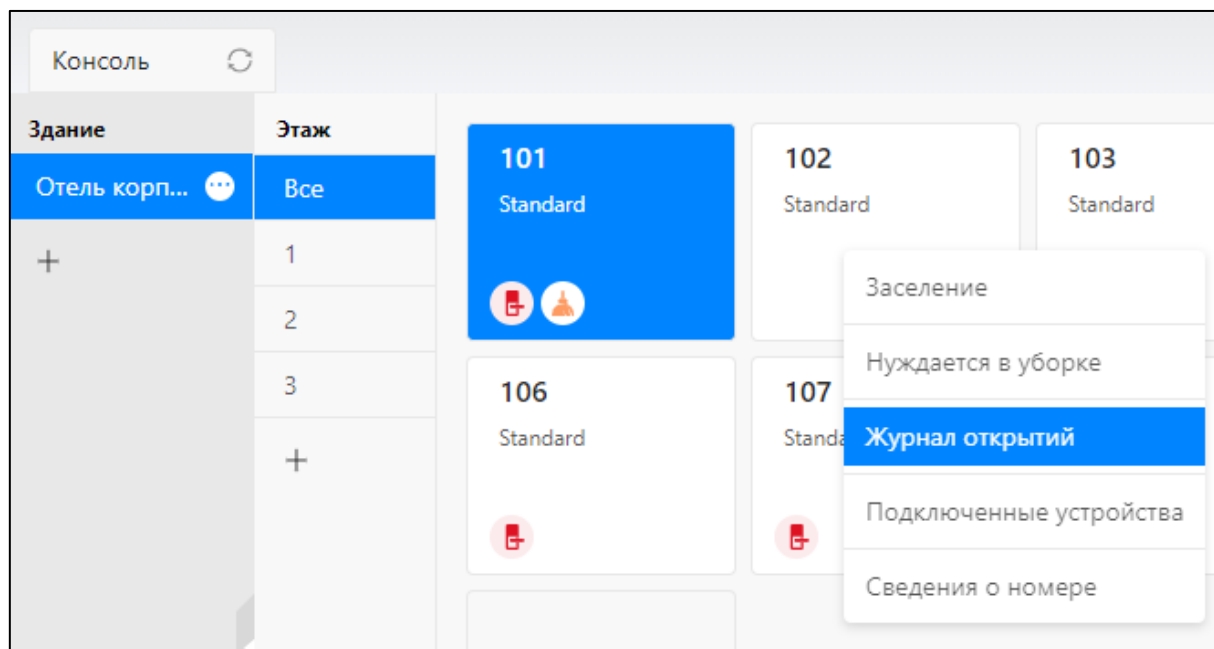 Консоль
Здание
Этаж
Отель корп...
Все
1
2
3
101
Standard
102
Standard
103
Standard
106
Standard
107
Заселение
Нуждается в уборке
Журнал открытий
Подключенные устройства
Сведения о номере